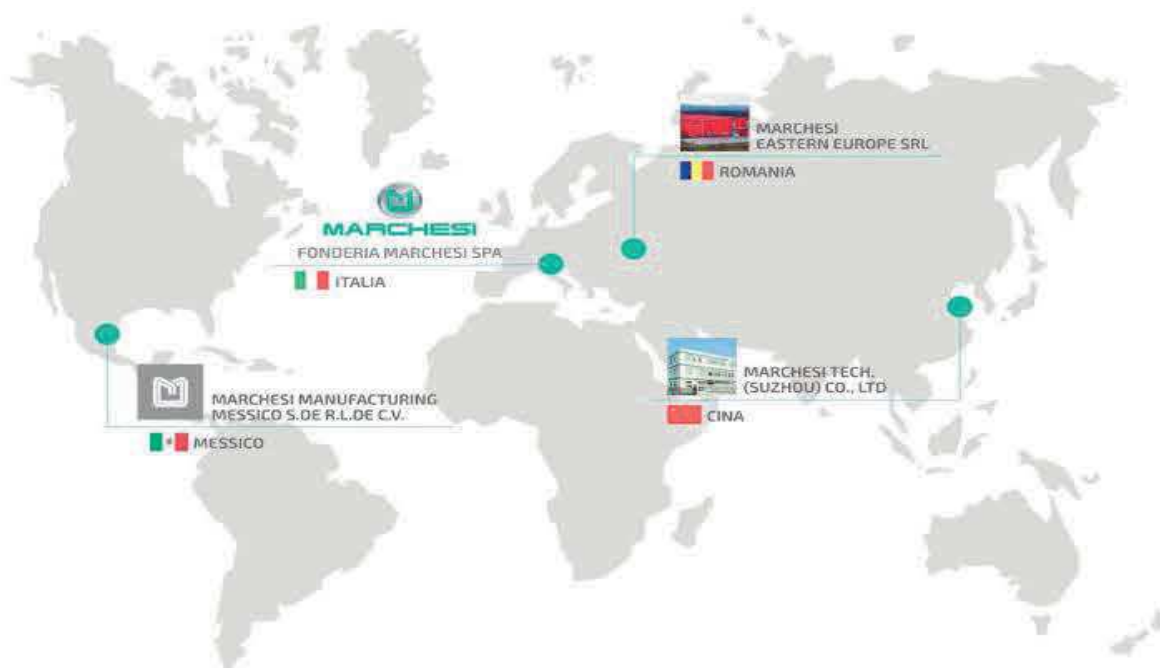 MARCHESI
EASTERN EUROPE SRL
ROMANIA
MARCHESI
FONDERIA MARCHESI SPA
ITALIA
MARCHESI TECH.
(SUZHOU) CO., LTD
CINA
MARCHESI MANUFACTURING
MESSICO S.DE R.L.DE C.V.
MESSICO